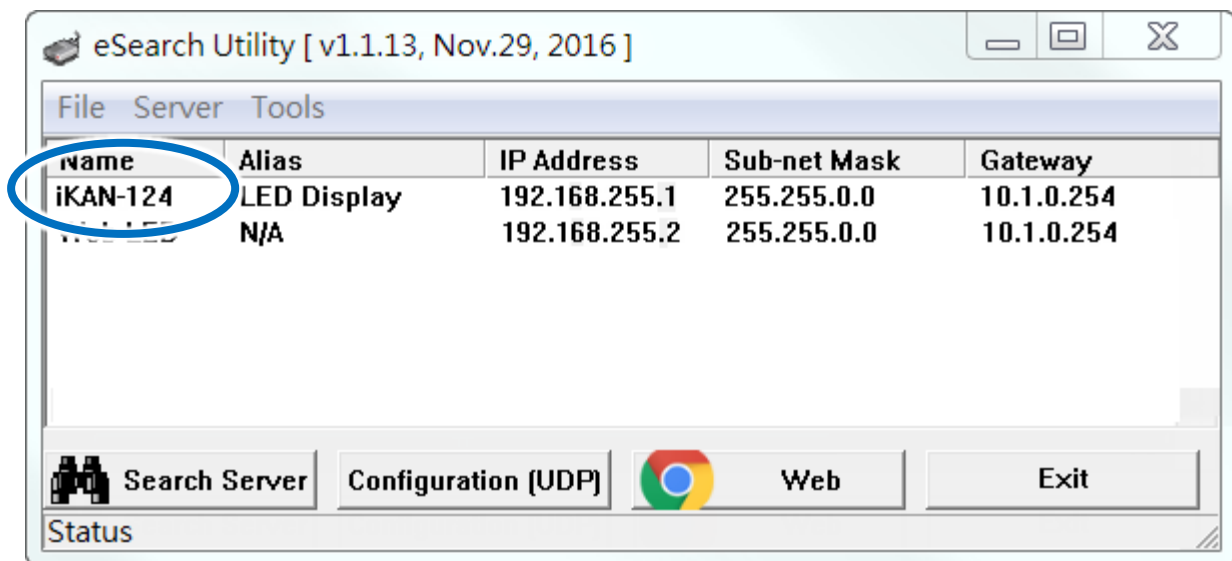 eSearch Utility [ v1.1.13, Nov.29, 2016 ]
File Server Tools
Name Alias IP Address Sub-net Mask Gateway
iKAN-124 LED Display 192.168.255.1 255.255.0.0 10.1.0.254
N/A 192.168.255.2 255.255.0.0 10.1.0.254
Search Server Configuration (UDP) Web Exit
Status